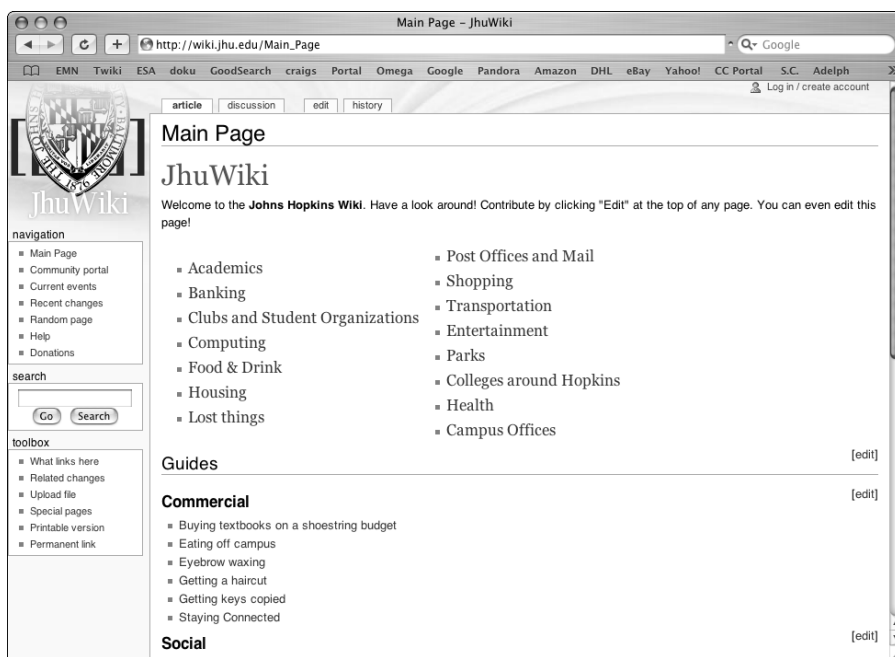 Main Page – JhuWiki
http://wiki.jhu.edu/Main_Page
Google
EMN Twiki ESA doku GoodSearch craigs Portal Omega Google Pandora Amazon DHL eBay Yahoo! CC Portal S.C. Adelph
Log in / create account
article discussion edit history
THE JOHNS
1876
JhuWiki
navigation
Main Page
Community portal
Current events
Recent changes
Random page
Help
Donations
search
Go Search
toolbox
What links here
Related changes
Upload file
Special pages
Printable version
Permanent link
Main Page
JhuWiki
Welcome to the Johns Hopkins Wiki. Have a look around! Contribute by clicking "Edit" at the top of any page. You can even edit this
page!
Academics
Banking
Clubs and Student Organizations
Computing
Food & Drink
Housing
Lost things
Post Offices and Mail
Shopping
Transportation
Entertainment
Parks
Colleges around Hopkins
Health
Campus Offices
Guides [edit]
Commercial [edit]
Buying textbooks on a shoestring budget
Eating off campus
Eyebrow waxing
Getting a haircut
Getting keys copied
Staying Connected
Social [edit]